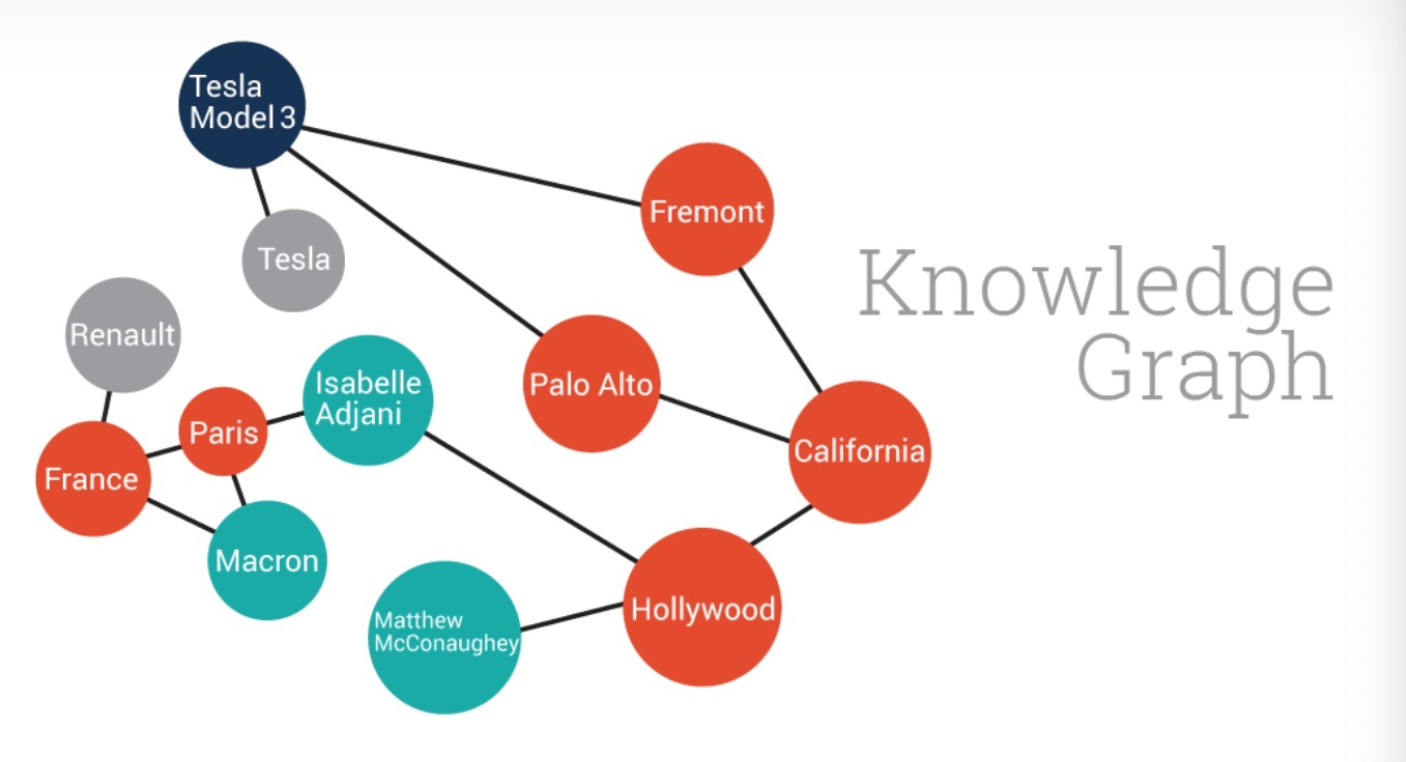 Tesla
Model 3
Fremont
Tesla
Knowledge
Graph
Renault
Isabelle
Adjani
Palo Alto
Paris
California
France
Macron
Hollywood
Matthew
McConaughey